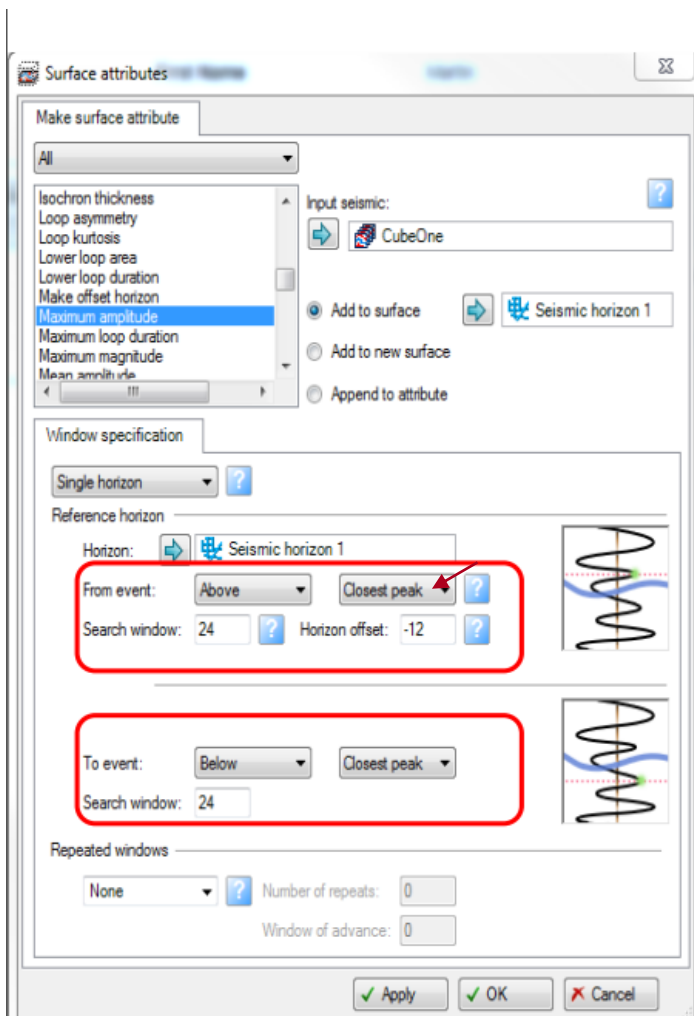 Surface attributes
Make surface attribute
All
Isochron thickness
Loop asymmetry
Loop kurtosis
Lower loop area
Lower loop duration
Make offset horizon
Maximum amplitude
Maximum loop duration
Maximum magnitude
Mean amplitude
Input seismic:
?
CubeOne
Add to surface
Seismic horizon 1
Add to new surface
Append to attribute
Window specification
Single horizon ?
Reference horizon
Horizon: Seismic horizon 1
From event: Above Closest peak ?
Search window: 24 ? Horizon offset: -12 ?
To event: Below Closest peak
Search window: 24
Repeated windows
None ? Number of repeats: 0
Window of advance: 0
Apply OK Cancel